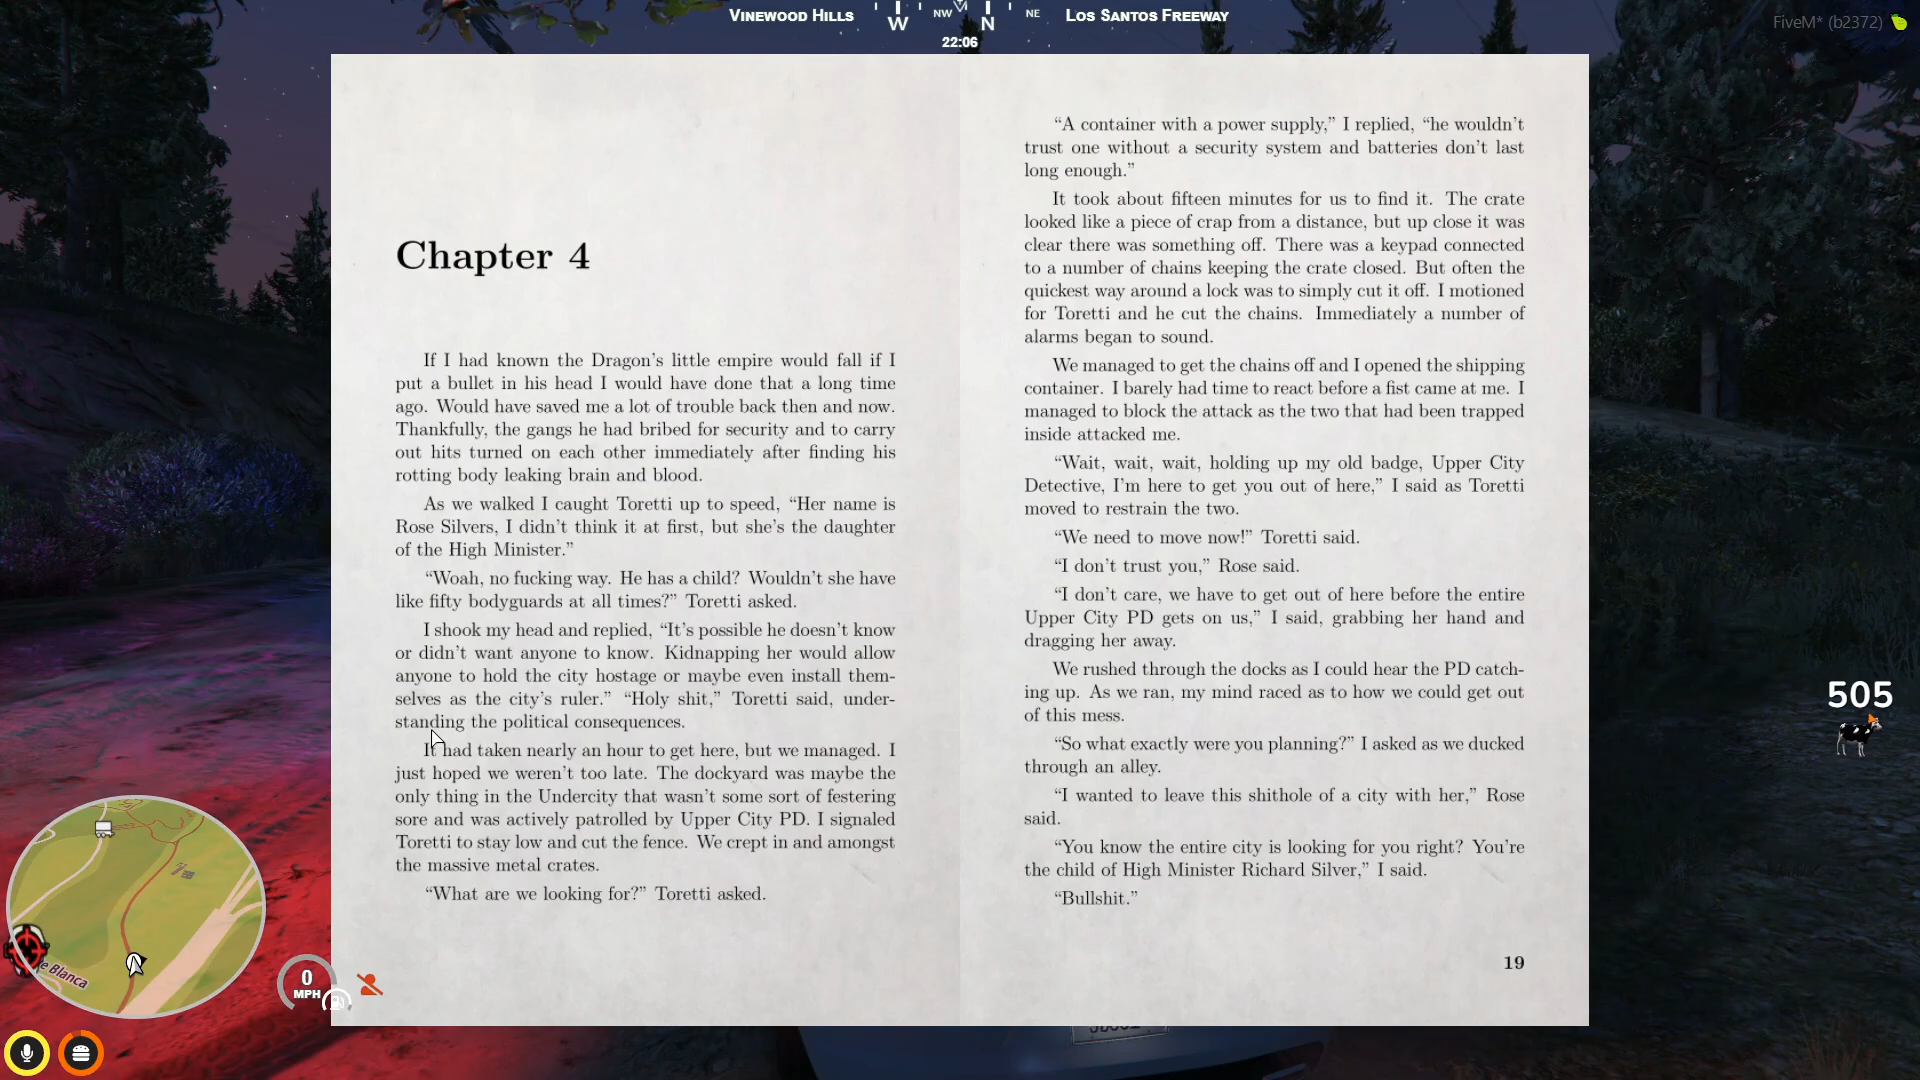 VINEWOOD HILLS
W
NW
N
NE
LOS SANTOS FREEWAY
22:06
FiveM* (b2372)
Chapter 4
If I had known the Dragon's little empire would fall if I
put a bullet in his head I would have done that a long time
ago. Would have saved me a lot of trouble back then and now.
Thankfully, the gangs he had bribed for security and to carry
out hits turned on each other immediately after finding his
rotting body leaking brain and blood.
As we walked I caught Toretti up to speed, “Her name is
Rose Silvers, I didn't think it at first, but she's the daughter
of the High Minister.”
“Woah, no fucking way. He has a child? Wouldn't she have
like fifty bodyguards at all times?” Toretti asked.
I shook my head and replied, “It's possible he doesn't know
or didn't want anyone to know. Kidnapping her would allow
anyone to hold the city hostage or maybe even install them-
selves as the city's ruler.” “Holy shit,” Toretti said, under-
standing the political consequences.
It had taken nearly an hour to get here, but we managed. I
just hoped we weren't too late. The dockyard was maybe the
only thing in the Undercity that wasn't some sort of festering
sore and was actively patrolled by Upper City PD. I signaled
Toretti to stay low and cut the fence. We crept in and amongst
the massive metal crates.
“What are we looking for?” Toretti asked.
“A container with a power supply,” I replied, “he wouldn't
trust one without a security system and batteries don't last
long enough.”
It took about fifteen minutes for us to find it. The crate
looked like a piece of crap from a distance, but up close it was
clear there was something off. There was a keypad connected
to a number of chains keeping the crate closed. But often the
quickest way around a lock was to simply cut it off. I motioned
for Toretti and he cut the chains. Immediately a number of
alarms began to sound.
We managed to get the chains off and I opened the shipping
container. I barely had time to react before a fist came at me. I
managed to block the attack as the two that had been trapped
inside attacked me.
“Wait, wait, wait, holding up my old badge, Upper City
Detective, I'm here to get you out of here,” I said as Toretti
moved to restrain the two.
“We need to move now!” Toretti said.
“I don't trust you,” Rose said.
“I don't care, we have to get out of here before the entire
Upper City PD gets on us,” I said, grabbing her hand and
dragging her away.
We rushed through the docks as I could hear the PD catch-
ing up. As we ran, my mind raced as to how we could get out
of this mess.
“So what exactly were you planning?” I asked as we ducked
through an alley.
“I wanted to leave this shithole of a city with her,” Rose
said.
“You know the entire city is looking for you right? You're
the child of High Minister Richard Silver,” I said.
“Bullshit.”
19
505
e Blanca
0
MPH